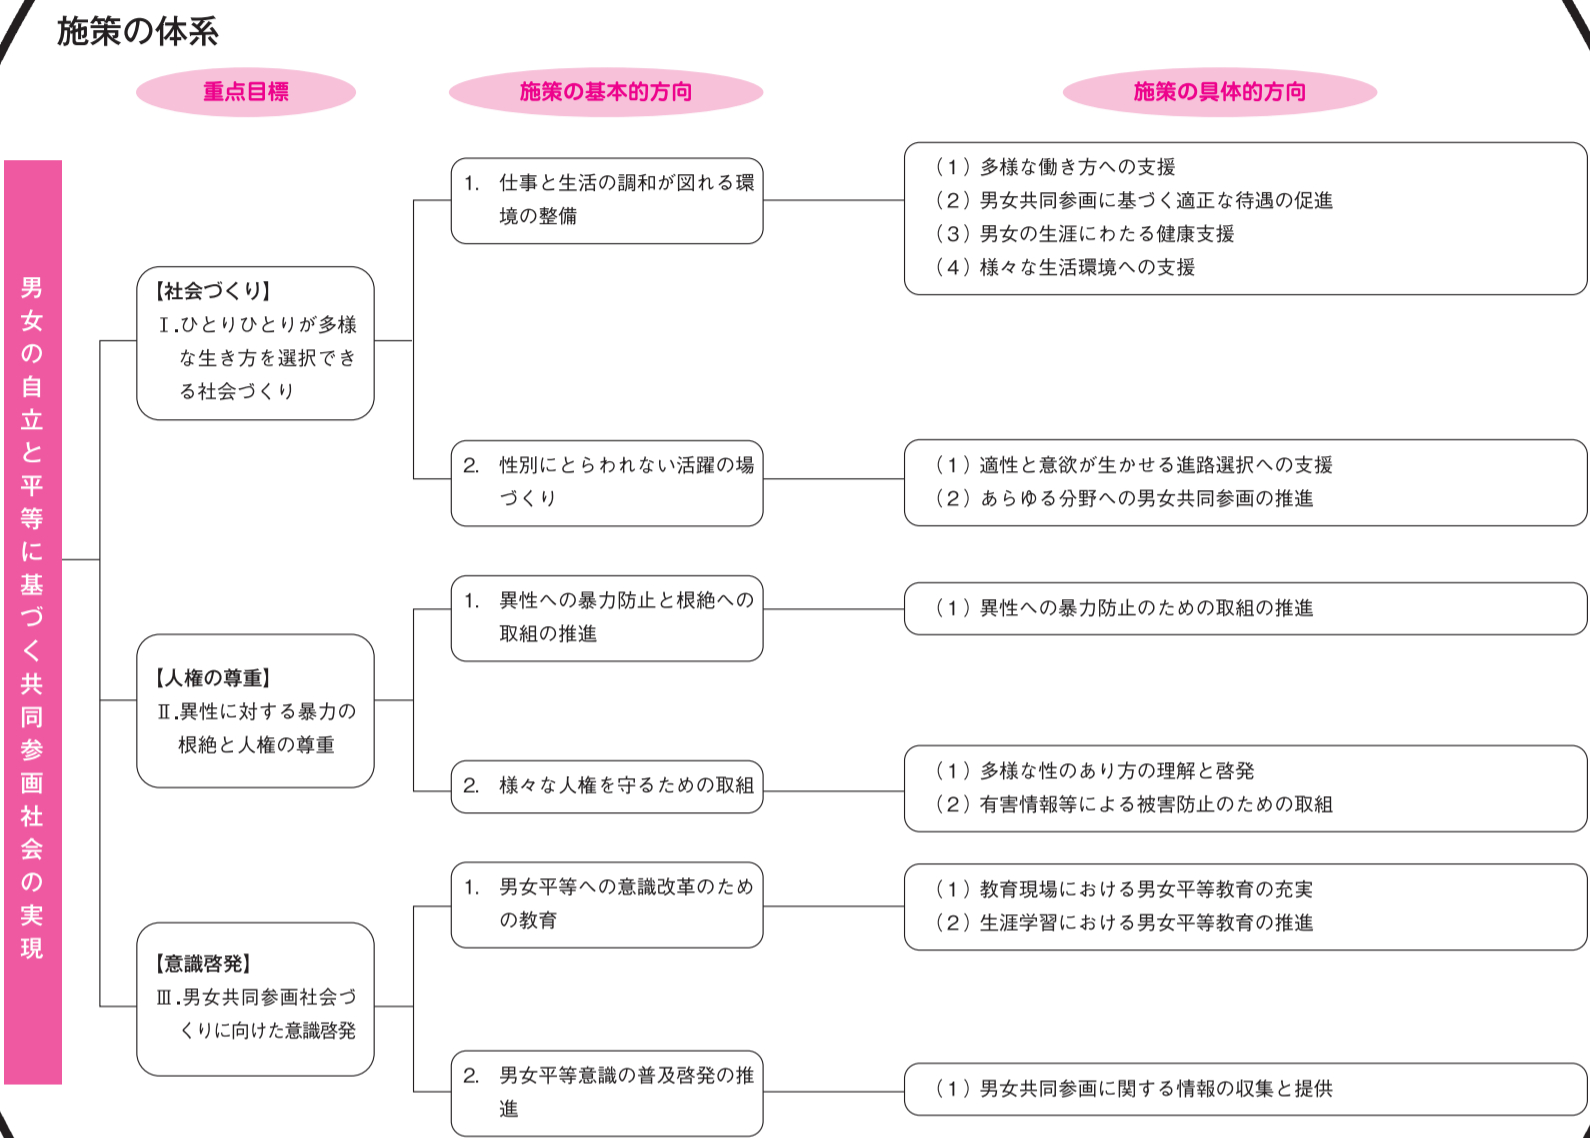 施策の体系
重点目標
施策の基本的方向
施策の具体的方向
男女の自立と平等に基づく共同参画社会の実現
【社会づくり】
Ⅰ.ひとりひとりが多様
な生き方を選択でき
る社会づくり
1. 仕事と生活の調和が図れる環
境の整備
（1）多様な働き方への支援
（2）男女共同参画に基づく適正な待遇の促進
（3）男女の生涯にわたる健康支援
（4）様々な生活環境への支援
2. 性別にとらわれない活躍の場
づくり
（1）適性と意欲が生かせる進路選択への支援
（2）あらゆる分野への男女共同参画の推進
【人権の尊重】
Ⅱ.異性に対する暴力の
根絶と人権の尊重
1. 異性への暴力防止と根絶への
取組の推進
（1）異性への暴力防止のための取組の推進
2. 様々な人権を守るための取組
（1）多様な性のあり方の理解と啓発
（2）有害情報等による被害防止のための取組
【意識啓発】
Ⅲ.男女共同参画社会づ
くりに向けた意識啓発
1. 男女平等への意識改革のため
の教育
（1）教育現場における男女平等教育の充実
（2）生涯学習における男女平等教育の推進
2. 男女平等意識の普及啓発の推
進
（1）男女共同参画に関する情報の収集と提供